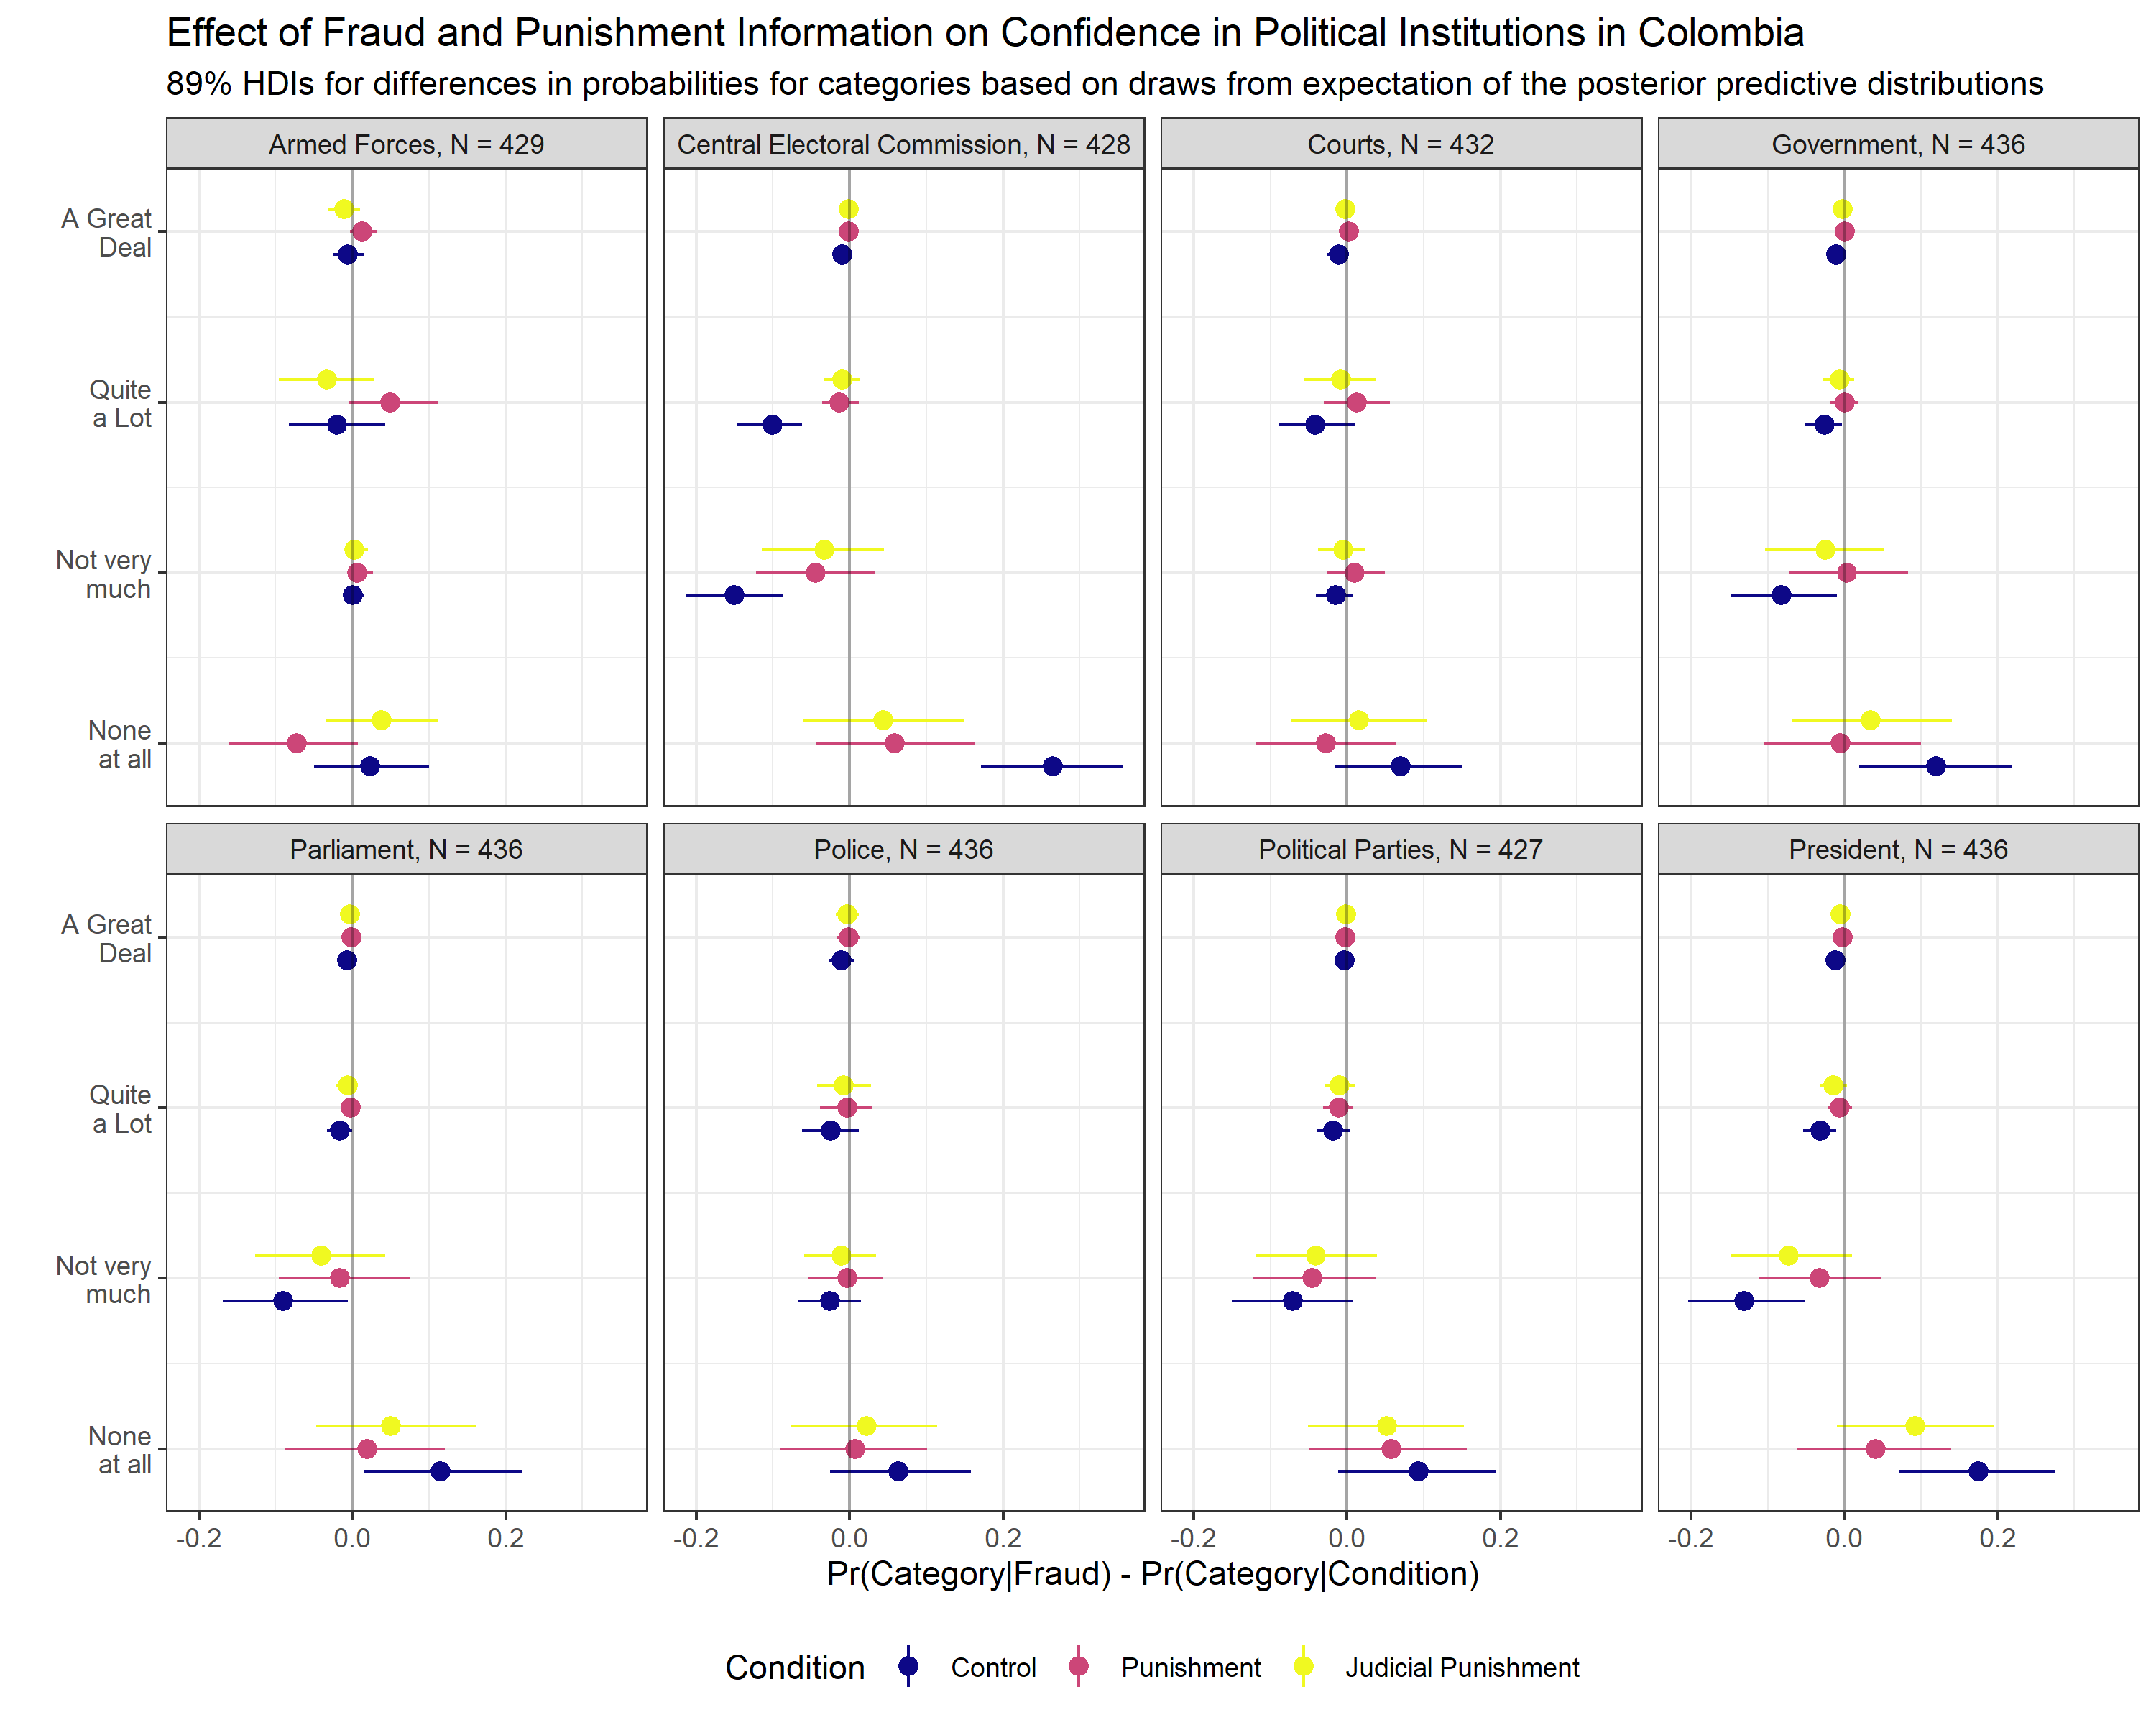 Effect of Fraud and Punishment Information on Confidence in Political Institutions in Colombia
89% HDIs for differences in probabilities for categories based on draws from expectation of the posterior predictive distributions
Armed Forces, N = 429
Central Electoral Commission, N = 428
Courts, N = 432
Government, N = 436
A Great
Deal
Quite
a Lot
Not very
much
None
at all
Parliament, N = 436
Police, N = 436
Political Parties, N = 427
President, N = 436
A Great
Deal
Quite
a Lot
Not very
much
None
at all
-0.2 0.0 0.2
-0.2 0.0 0.2
-0.2 0.0 0.2
-0.2 0.0 0.2
Pr(Category|Fraud) - Pr(Category|Condition)
Condition Control Punishment Judicial Punishment